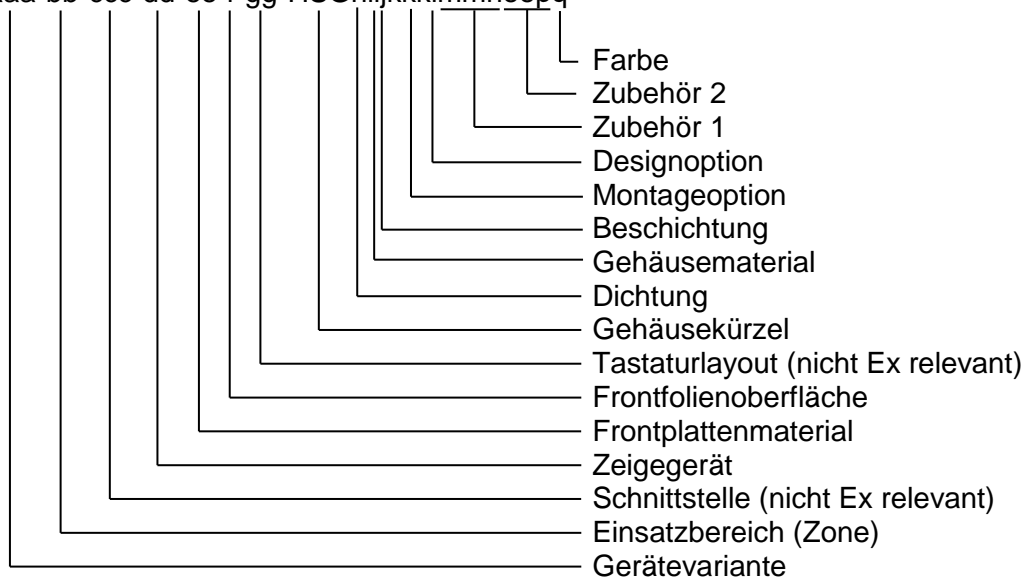 Farbe
Zubehör 2
Zubehör 1
Designoption
Montageoption
Beschichtung
Gehäusematerial
Dichtung
Gehäusekürzel
Tastaturlayout (nicht Ex relevant)
Frontfolienoberfläche
Frontplattenmaterial
Zeigegerät
Schnittstelle (nicht Ex relevant)
Einsatzbereich (Zone)
Gerätevariante